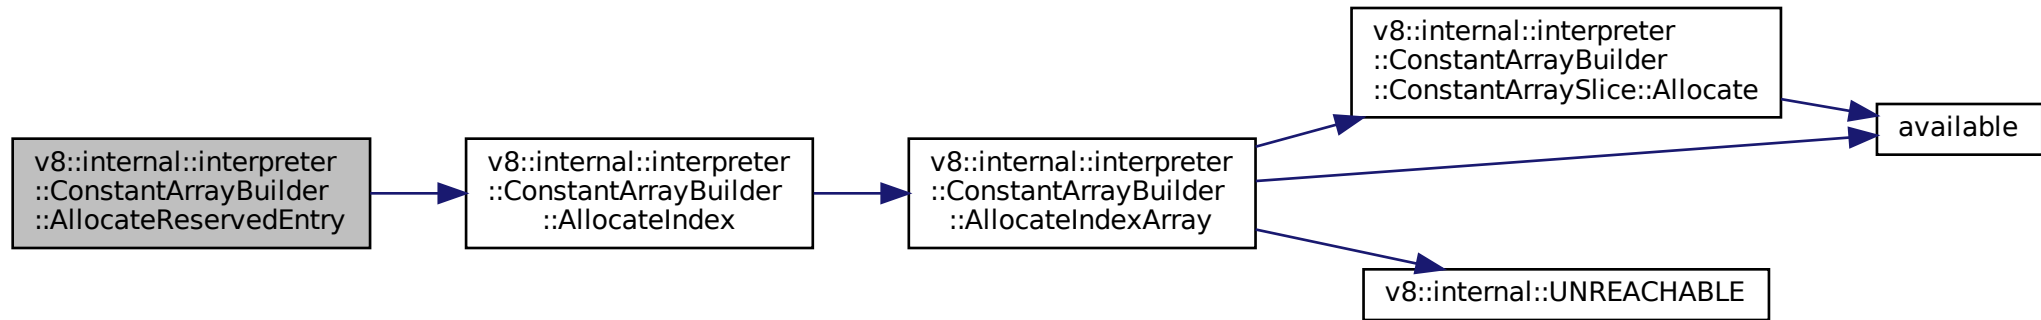 v8::internal::interpreter
::ConstantArrayBuilder
::AllocateReservedEntry
v8::internal::interpreter
::ConstantArrayBuilder
::AllocateIndex
v8::internal::interpreter
::ConstantArrayBuilder
::AllocateIndexArray
v8::internal::interpreter
::ConstantArrayBuilder
::ConstantArraySlice::Allocate
available
v8::internal::UNREACHABLE